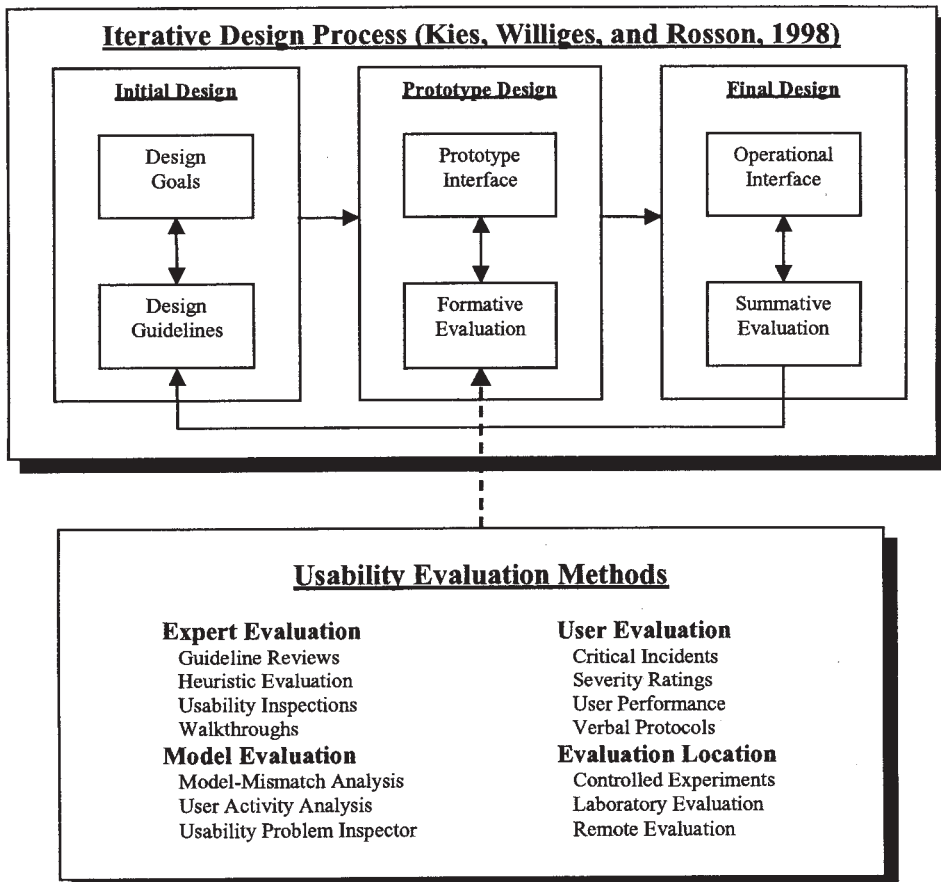 Iterative Design Process (Kies, Williges, and Rosson, 1998)
Initial Design
Design
Goals
Design
Guidelines
Prototype Design
Prototype
Interface
Formative
Evaluation
Final Design
Operational
Interface
Summative
Evaluation
Usability Evaluation Methods
Expert Evaluation
Guideline Reviews
Heuristic Evaluation
Usability Inspections
Walkthroughs
Model Evaluation
Model-Mismatch Analysis
User Activity Analysis
Usability Problem Inspector
User Evaluation
Critical Incidents
Severity Ratings
User Performance
Verbal Protocols
Evaluation Location
Controlled Experiments
Laboratory Evaluation
Remote Evaluation